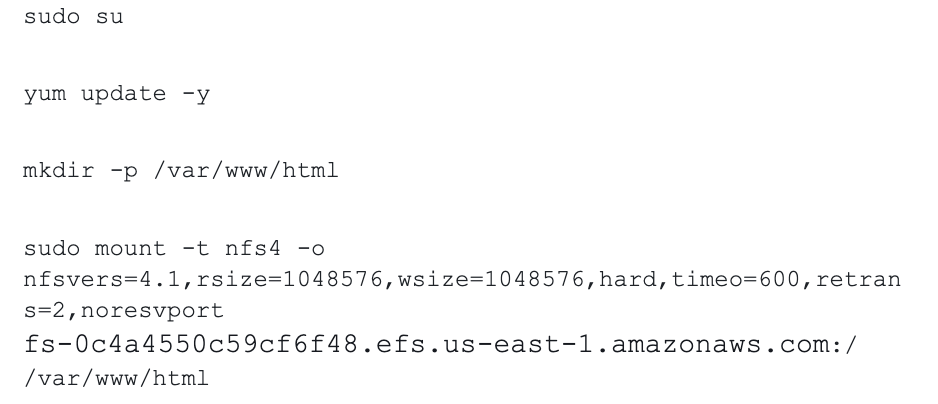 sudo su
yum update -y
mkdir -p /var/www/html
sudo mount -t nfs4 -o
nfsvers=4.1,rsize=1048576,wsize=1048576,hard,timeo=600,retran
s=2,noresvport
fs-0c4a4550c59cf6f48.efs.us-east-1.amazonaws.com:/
/var/www/html